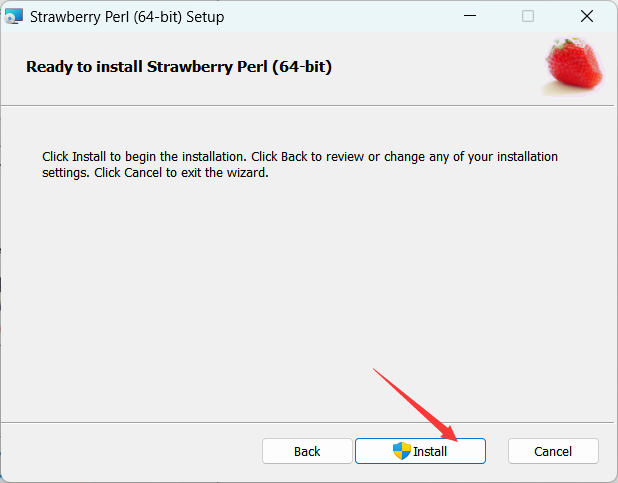 Strawberry Perl (64-bit) Setup
Ready to install Strawberry Perl (64-bit)
Click Install to begin the installation. Click Back to review or change any of your installation
settings. Click Cancel to exit the wizard.
Back
Install
Cancel